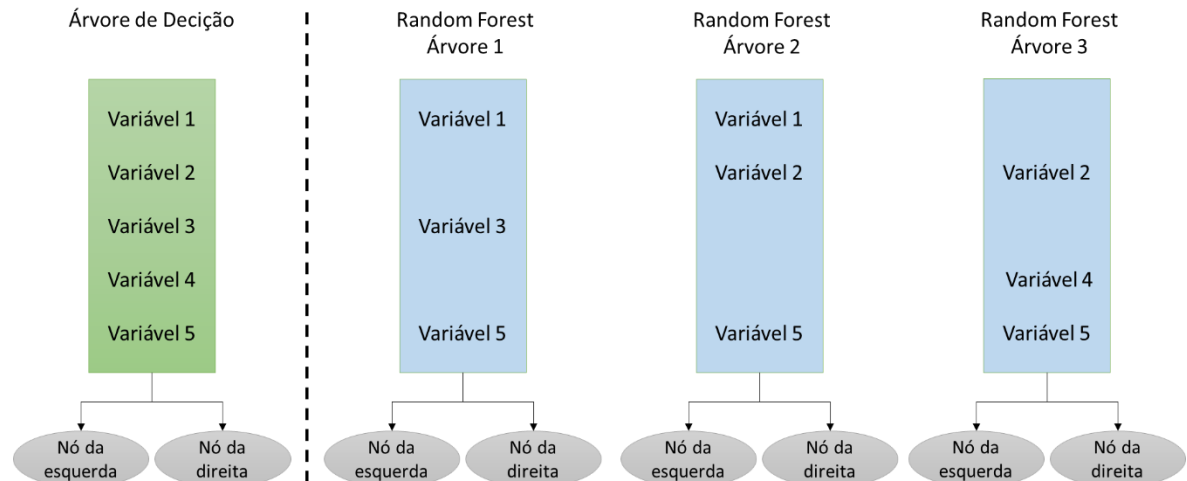 Árvore de Decição
Variável 1
Variável 2
Variável 3
Variável 4
Variável 5
Nó da
esquerda
Nó da
direita
Random Forest
Árvore 1
Variável 1
Variável 3
Variável 5
Nó da
esquerda
Nó da
direita
Random Forest
Árvore 2
Variável 1
Variável 2
Variável 5
Nó da
esquerda
Nó da
direita
Random Forest
Árvore 3
Variável 2
Variável 4
Variável 5
Nó da
esquerda
Nó da
direita